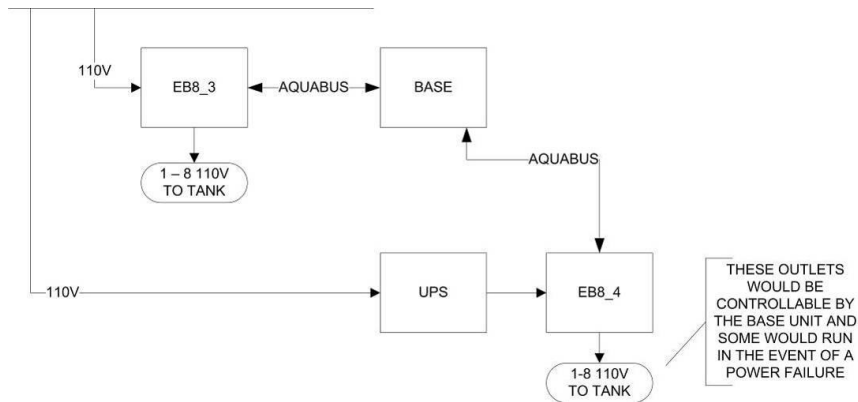 110V
EB8_3
AQUABUS
BASE
1 – 8 110V
TO TANK
AQUABUS
110V
UPS
EB8_4
1-8 110V
TO TANK
THESE OUTLETS
WOULD BE
CONTROLLABLE BY
THE BASE UNIT AND
SOME WOULD RUN
IN THE EVENT OF A
POWER FAILURE